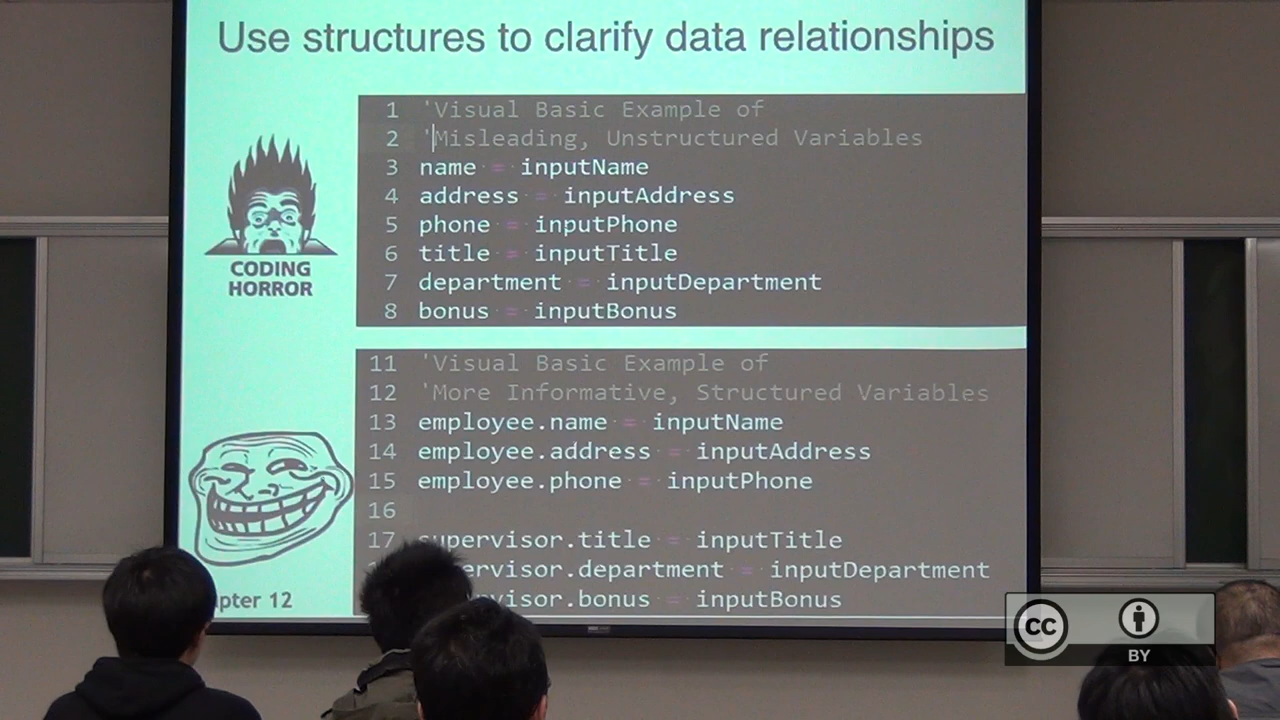 Use structures to clarify data relationships
1 'Visual Basic Example of
2 'Misleading, Unstructured Variables
3 name = inputName
4 address = inputAddress
5 phone = inputPhone
6 title = inputTitle
7 department = inputDepartment
8 bonus = inputBonus
CODING
HORROR
11 'Visual Basic Example of
12 'More Informative, Structured Variables
13 employee.name = inputName
14 employee.address = inputAddress
15 employee.phone = inputPhone
16
17 supervisor.title = inputTitle
ervisor.department = inputDepartment
visor.bonus = inputBonus
pter 12
CC
BY